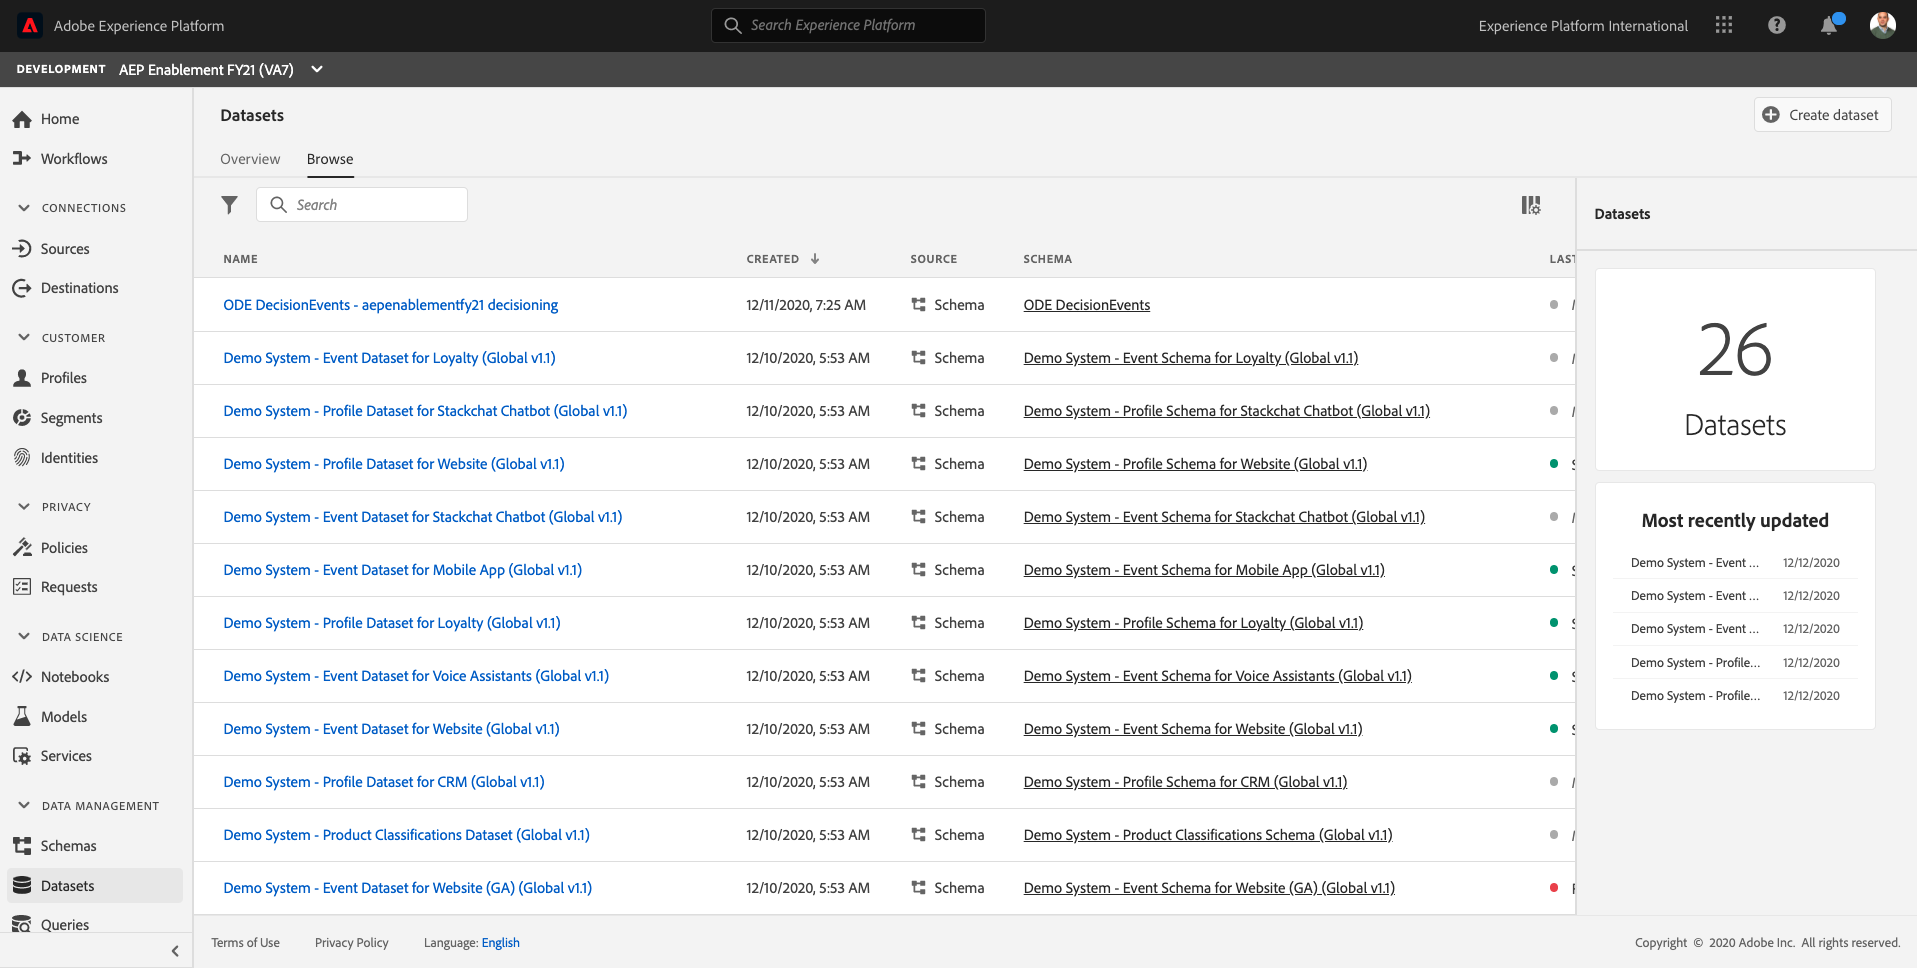 Adobe Experience Platform
Search Experience Platform
Experience Platform International
DEVELOPMENT AEP Enablement FY21 (VA7)
Home
Workflows
CONNECTIONS
Sources
Destinations
CUSTOMER
Profiles
Segments
Identities
PRIVACY
Policies
Requests
DATA SCIENCE
Notebooks
Models
Services
DATA MANAGEMENT
Schemas
Datasets
Queries
Datasets
Create dataset
Overview Browse
Search
NAME CREATED SOURCE SCHEMA LAST
ODE DecisionEvents - aepenablementfy21 decisioning 12/11/2020, 7:25 AM Schema ODE DecisionEvents
Demo System - Event Dataset for Loyalty (Global v1.1) 12/10/2020, 5:53 AM Schema Demo System - Event Schema for Loyalty (Global v1.1)
Demo System - Profile Dataset for Stackchat Chatbot (Global v1.1) 12/10/2020, 5:53 AM Schema Demo System - Profile Schema for Stackchat Chatbot (Global v1.1)
Demo System - Profile Dataset for Website (Global v1.1) 12/10/2020, 5:53 AM Schema Demo System - Profile Schema for Website (Global v1.1)
Demo System - Event Dataset for Stackchat Chatbot (Global v1.1) 12/10/2020, 5:53 AM Schema Demo System - Event Schema for Stackchat Chatbot (Global v1.1)
Demo System - Event Dataset for Mobile App (Global v1.1) 12/10/2020, 5:53 AM Schema Demo System - Event Schema for Mobile App (Global v1.1)
Demo System - Profile Dataset for Loyalty (Global v1.1) 12/10/2020, 5:53 AM Schema Demo System - Profile Schema for Loyalty (Global v1.1)
Demo System - Event Dataset for Voice Assistants (Global v1.1) 12/10/2020, 5:53 AM Schema Demo System - Event Schema for Voice Assistants (Global v1.1)
Demo System - Event Dataset for Website (Global v1.1) 12/10/2020, 5:53 AM Schema Demo System - Event Schema for Website (Global v1.1)
Demo System - Profile Dataset for CRM (Global v1.1) 12/10/2020, 5:53 AM Schema Demo System - Profile Schema for CRM (Global v1.1)
Demo System - Product Classifications Dataset (Global v1.1) 12/10/2020, 5:53 AM Schema Demo System - Product Classifications Schema (Global v1.1)
Demo System - Event Dataset for Website (GA) (Global v1.1) 12/10/2020, 5:53 AM Schema Demo System - Event Schema for Website (GA) (Global v1.1)
Datasets
26
Datasets
Most recently updated
Demo System - Event ... 12/12/2020
Demo System - Event ... 12/12/2020
Demo System - Event ... 12/12/2020
Demo System - Profile... 12/12/2020
Demo System - Profile... 12/12/2020
Terms of Use Privacy Policy Language: English
Copyright © 2020 Adobe Inc. All rights reserved.